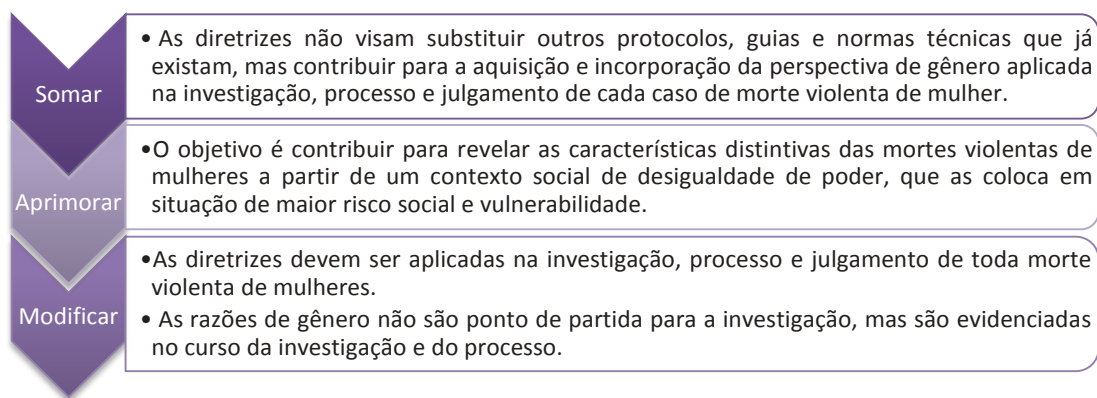 Somar
• As diretrizes não visam substituir outros protocolos, guias e normas técnicas que já
existam, mas contribuir para a aquisição e incorporação da perspectiva de gênero aplicada
na investigação, processo e julgamento de cada caso de morte violenta de mulher.
Aprimorar
•O objetivo é contribuir para revelar as características distintivas das mortes violentas de
mulheres a partir de um contexto social de desigualdade de poder, que as coloca em
situação de maior risco social e vulnerabilidade.
Modificar
•As diretrizes devem ser aplicadas na investigação, processo e julgamento de toda morte
violenta de mulheres.
• As razões de gênero não são ponto de partida para a investigação, mas são evidenciadas
no curso da investigação e do processo.